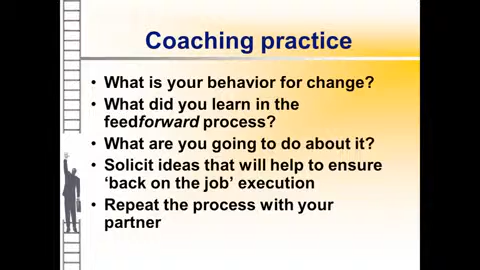 Coaching practice
• What is your behavior for change?
• What did you learn in the
feedforward process?
• What are you going to do about it?
• Solicit ideas that will help to ensure
‘back on the job’ execution
• Repeat the process with your
partner